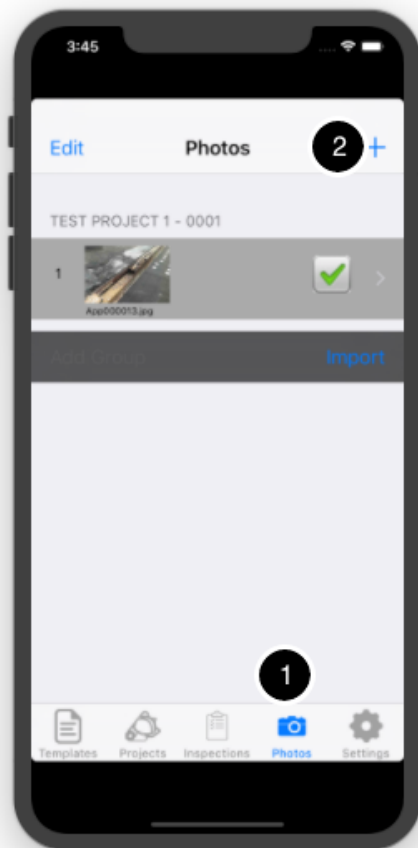 3:45
Edit Photos 2 +
TEST PROJECT 1 - 0001
1
App000013.jpg
Add Group Import
1
Templates Projects Inspections Photos Settings